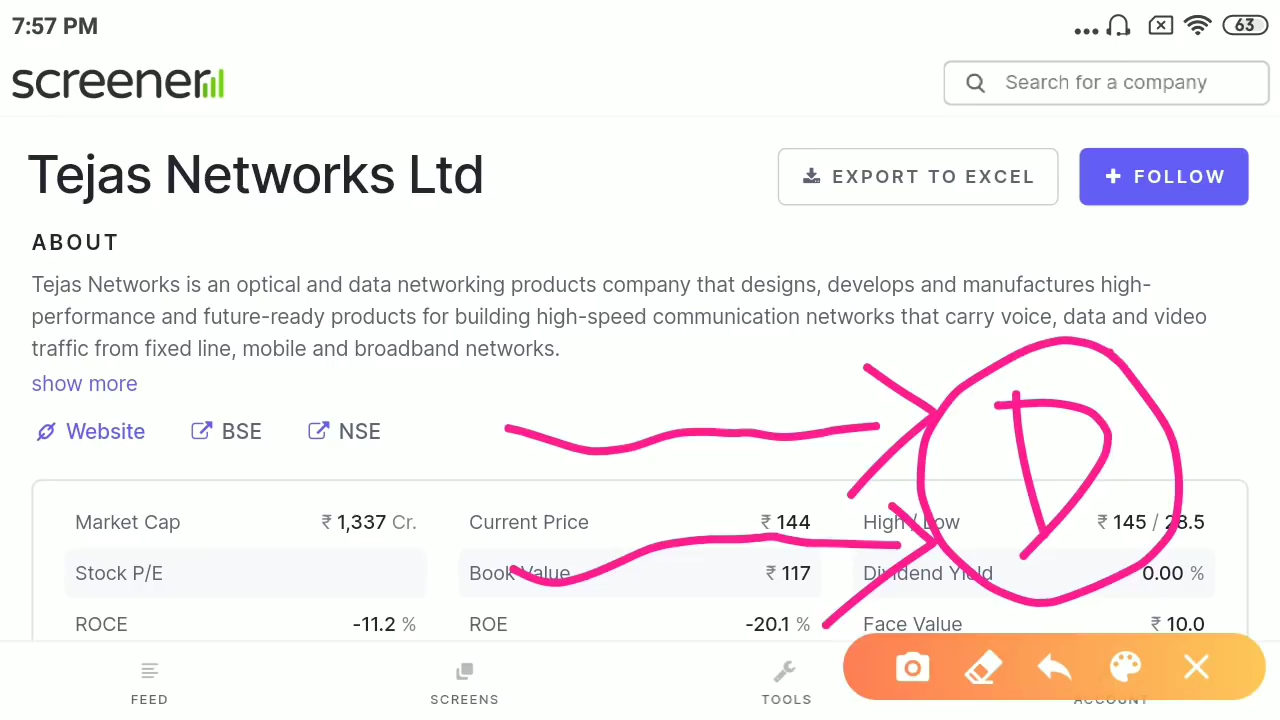 7:57 PM 63
screener Search for a company
Tejas Networks Ltd EXPORT TO EXCEL + FOLLOW
ABOUT
Tejas Networks is an optical and data networking products company that designs, develops and manufactures high-
performance and future-ready products for building high-speed communication networks that carry voice, data and video
traffic from fixed line, mobile and broadband networks.
show more
Website BSE NSE
D
Market Cap ₹ 1,337 Cr. Current Price ₹ 144 High / Low ₹ 145 / 28.5
Stock P/E Book Value ₹ 117 Dividend Yield 0.00 %
ROCE -11.2 % ROE -20.1 % Face Value ₹ 10.0
FEED SCREENS TOOLS ACCOUNT